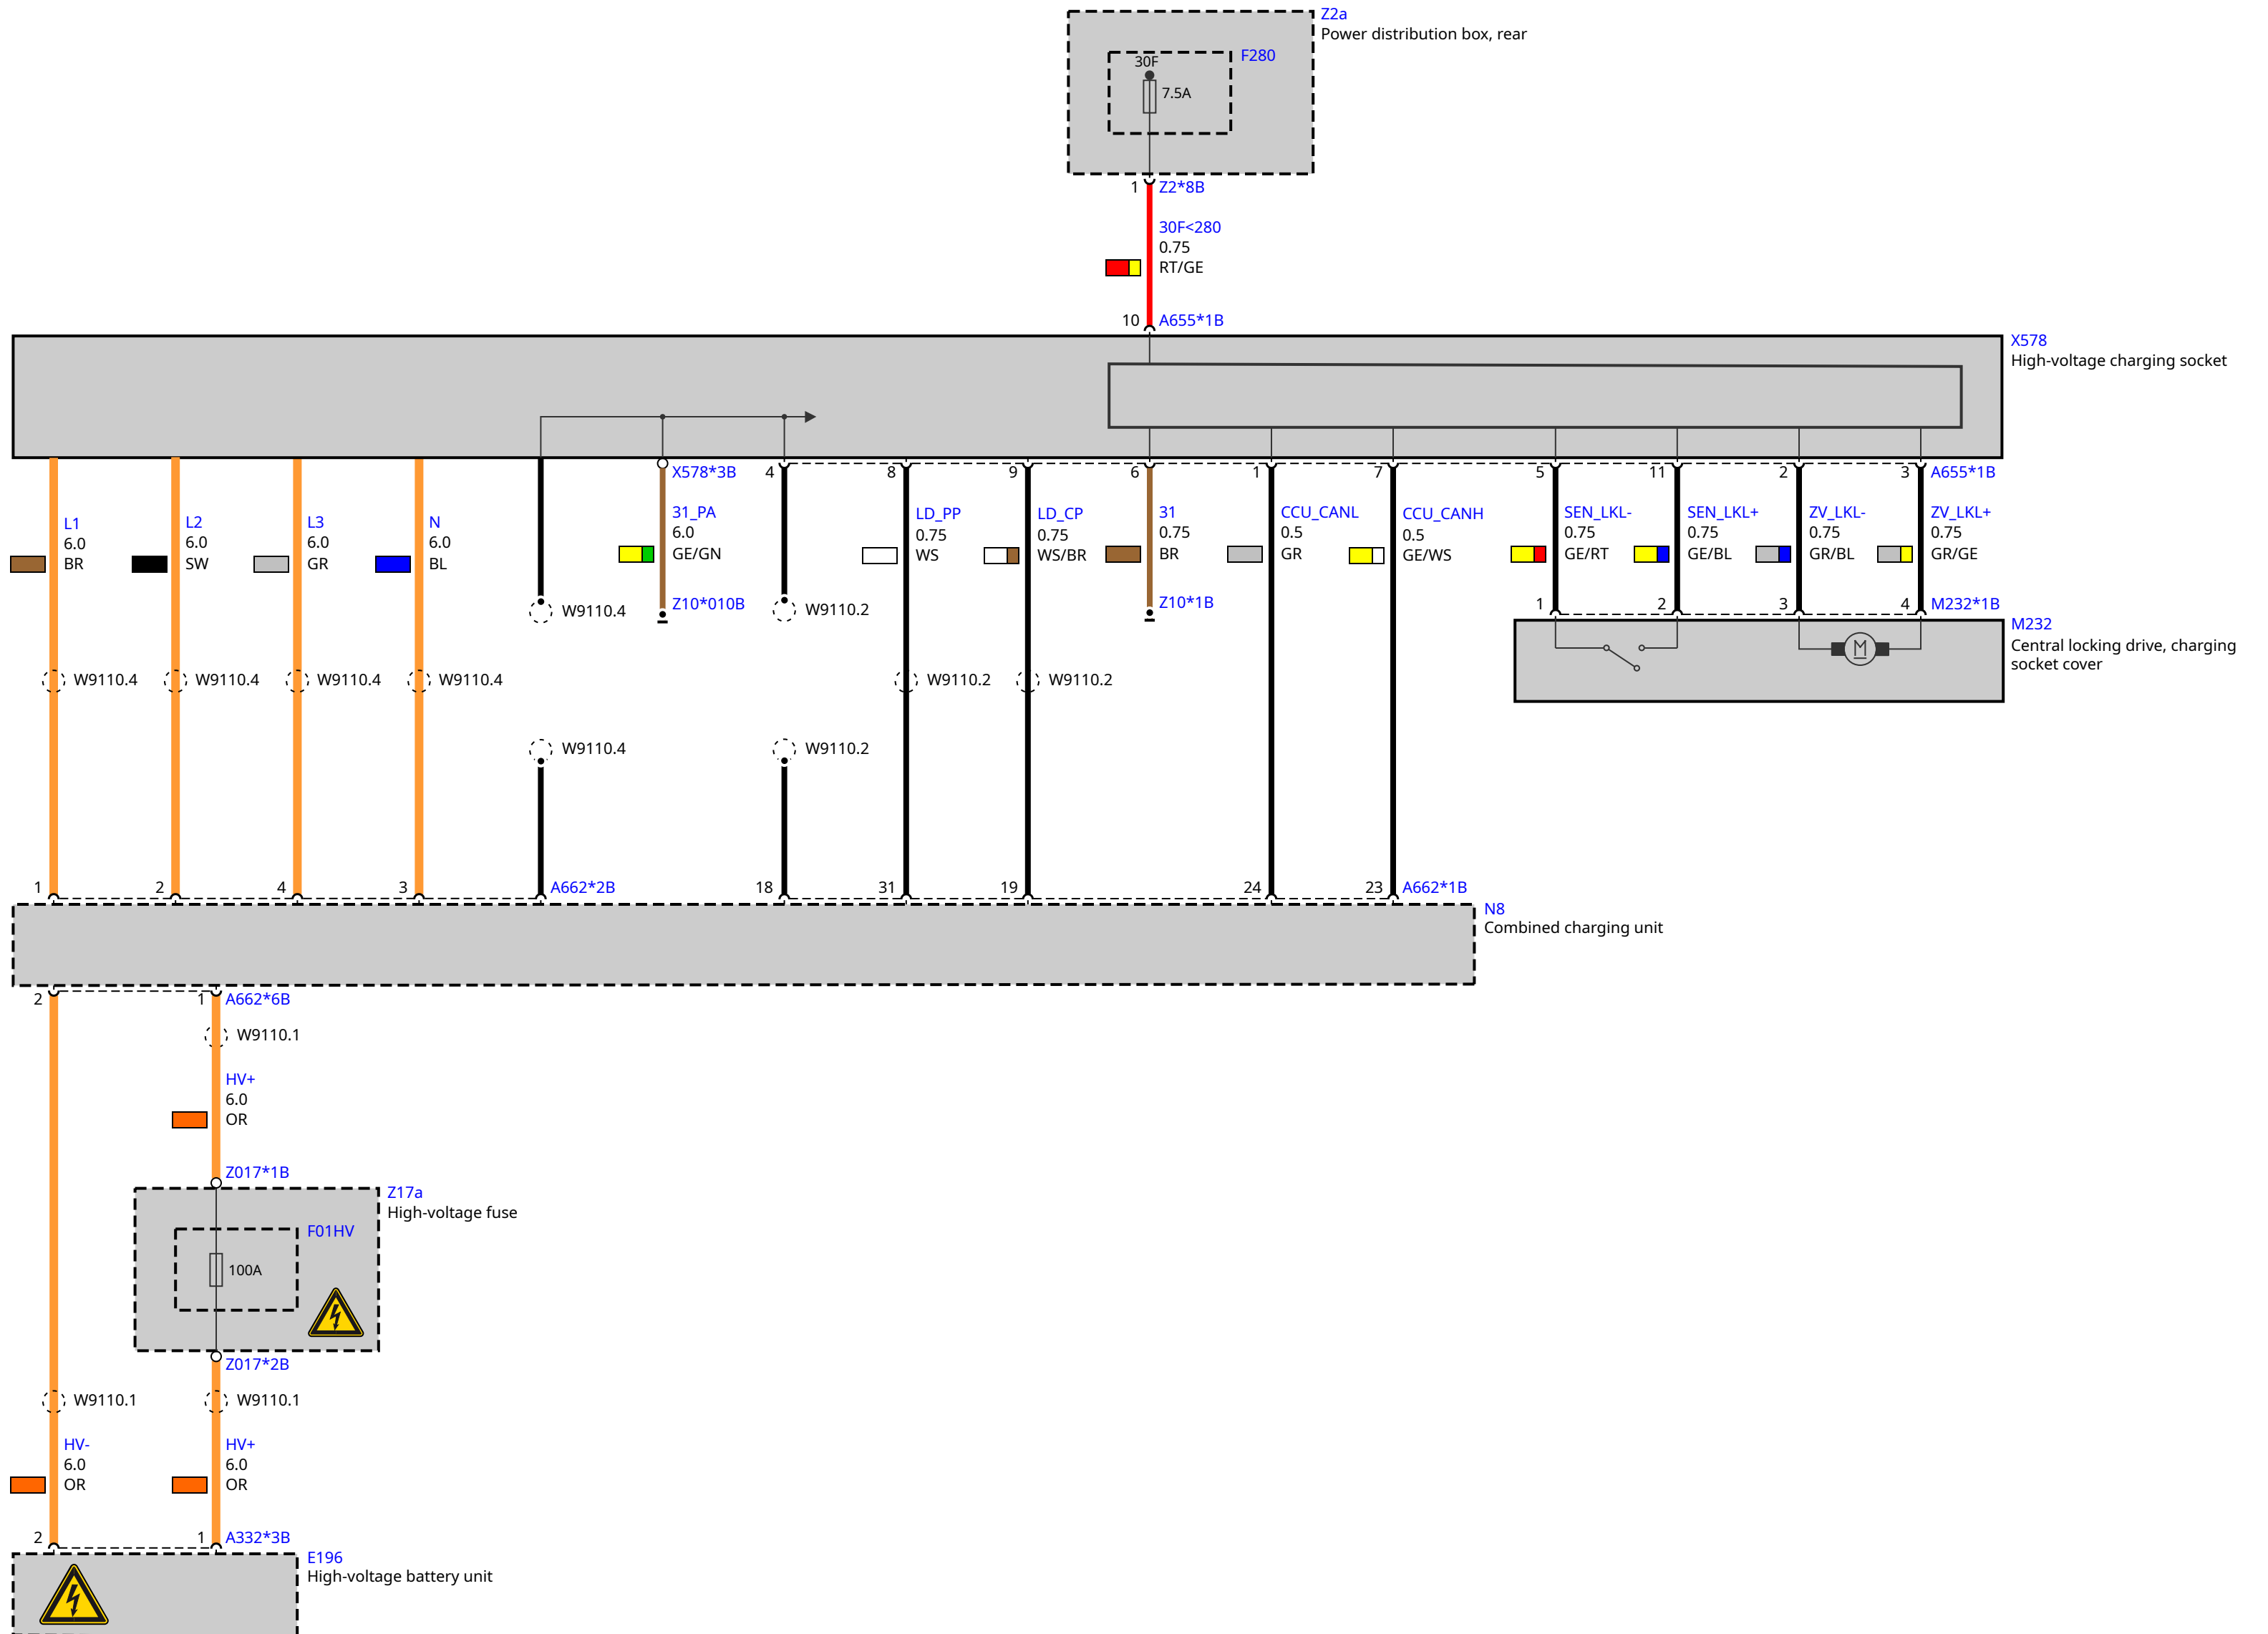 Z2a
Power distribution box, rear
F280
30F
7.5A
1 Z2*8B
30F<280
0.75
RT/GE
10 A655*1B
X578
High-voltage charging socket
X578*3B 4 8 9 6 1 7 5 11 2 3 A655*1B
L1
6.0
BR
L2
6.0
SW
L3
6.0
GR
N
6.0
BL
31_PA
6.0
GE/GN
LD_PP
0.75
WS
LD_CP
0.75
WS/BR
31
0.75
BR
CCU_CANL
0.5
GR
CCU_CANH
0.5
GE/WS
SEN_LKL-
0.75
GE/RT
SEN_LKL+
0.75
GE/BL
ZV_LKL-
0.75
GR/BL
ZV_LKL+
0.75
GR/GE
W9110.4 Z10*010B W9110.2 Z10*1B
1 2 3 4 M232*1B
M232
Central locking drive, charging
socket cover
M
W9110.4 W9110.4 W9110.4 W9110.4 W9110.2 W9110.2
W9110.4 W9110.2
1 2 4 3 A662*2B 18 31 19 24 23 A662*1B
N8
Combined charging unit
2 1 A662*6B
W9110.1
HV+
6.0
OR
Z017*1B
Z17a
High-voltage fuse
F01HV
100A
Z017*2B
W9110.1 W9110.1
HV-
6.0
OR
HV+
6.0
OR
2 1 A332*3B
E196
High-voltage battery unit